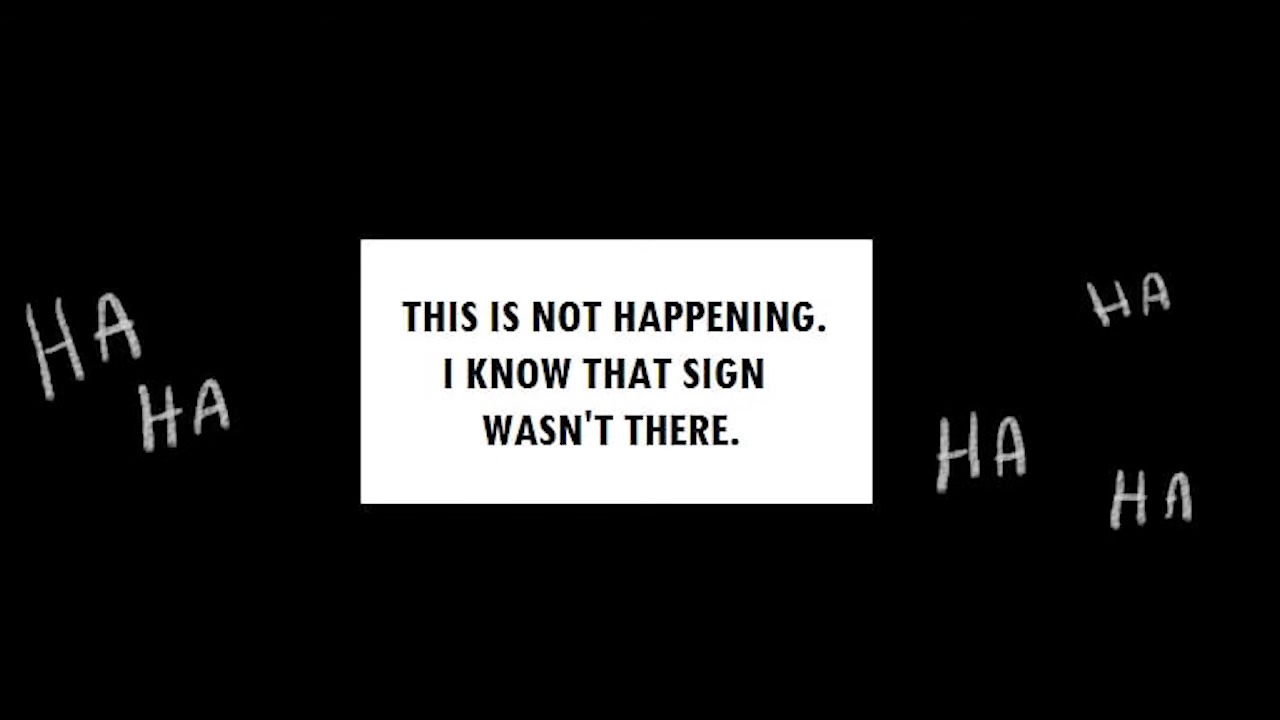 HA
HA
THIS IS NOT HAPPENING.
I KNOW THAT SIGN
WASN'T THERE.
HA
HA
HA